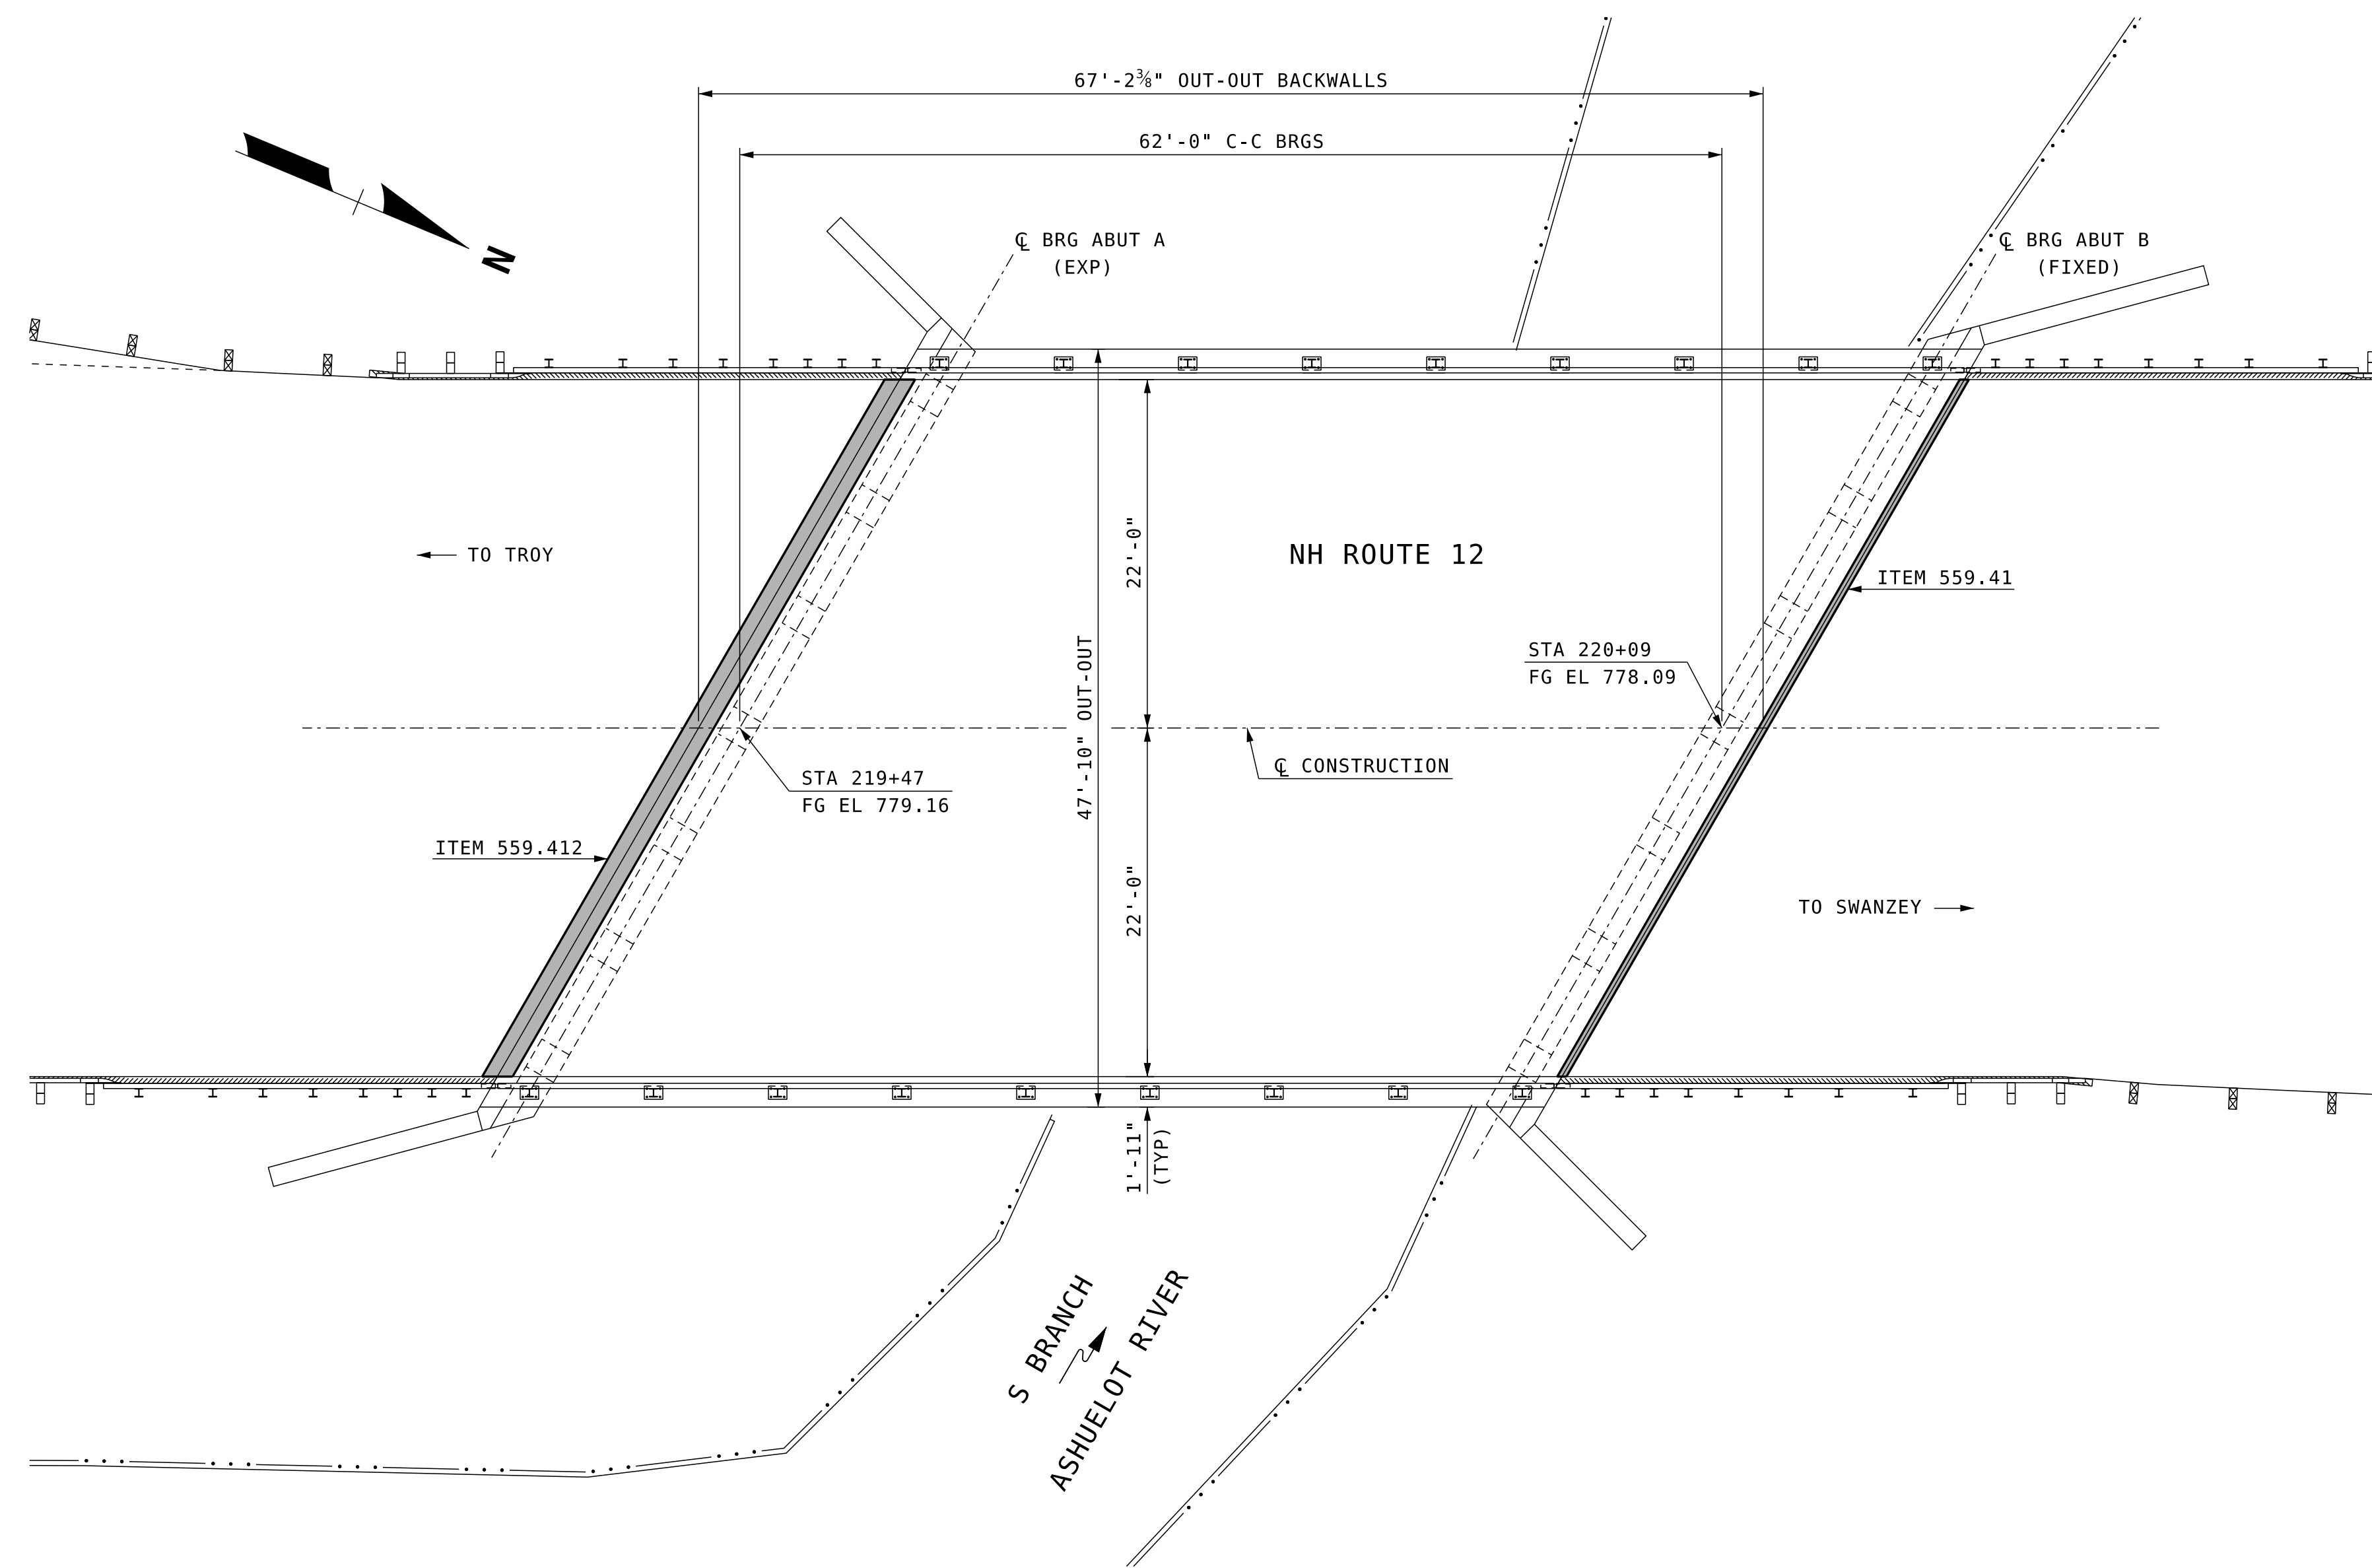 67'-2⅜" OUT-OUT BACKWALLS
62'-0" C-C BRGS
N
℄ BRG ABUT A
(EXP)
℄ BRG ABUT B
(FIXED)
TO TROY
22'-0"
NH ROUTE 12
ITEM 559.41
47'-10" OUT-OUT
STA 220+09
FG EL 778.09
STA 219+47
FG EL 779.16
℄ CONSTRUCTION
ITEM 559.412
22'-0"
TO SWANZEY
1'-11"
(TYP)
S BRANCH
ASHUELOT RIVER